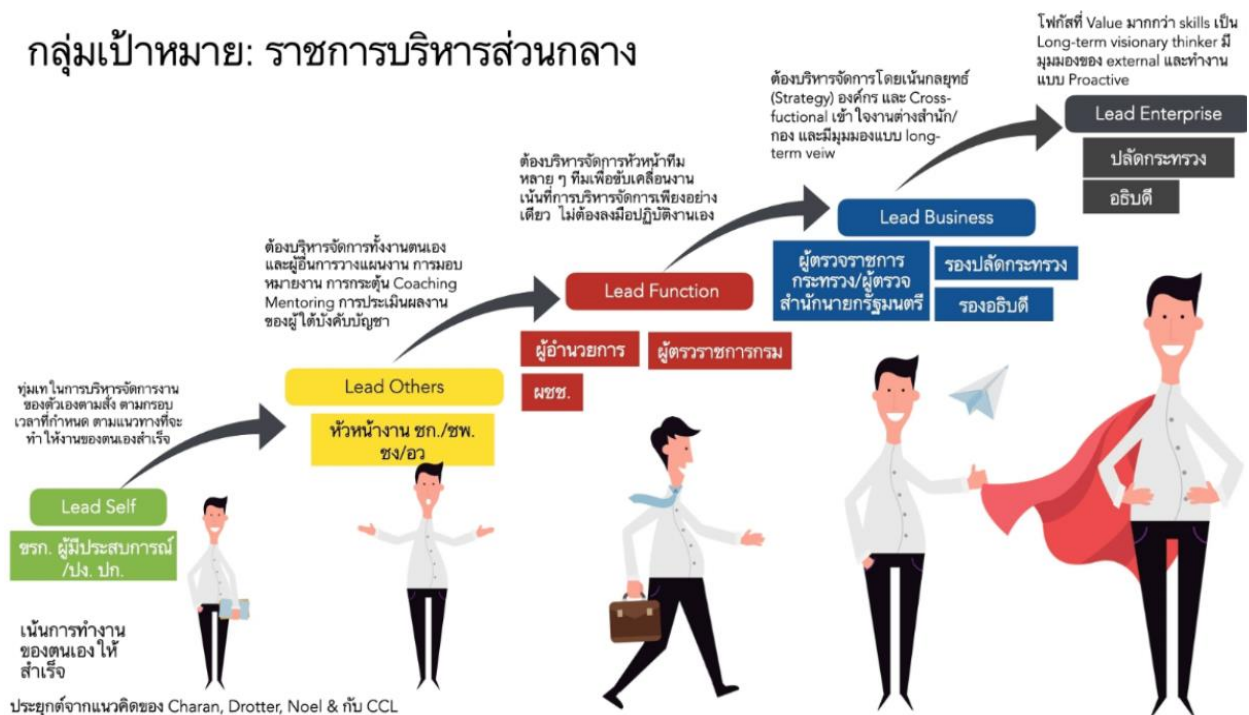 กลุ่มเป้าหมาย: ราชการบริหารส่วนกลาง
โฟกัสที่ Value มากกว่า skills เป็น
Long-term visionary thinker มี
มุมมองของ external และทำงาน
แบบ Proactive
Lead Enterprise
ปลัดกระทรวง
อธิบดี
ต้องบริหารจัดการโดยเน้นกลยุทธ์
(Strategy) องค์กร และ Cross-
fuctional เข้าใจงานต่างสำนัก/
กอง และมีมุมมองแบบ long-
term veiw
Lead Business
ผู้ตรวจราชการ
กระทรวง/ผู้ตรวจ
สำนักนายกรัฐมนตรี
รองปลัดกระทรวง
รองอธิบดี
ต้องบริหารจัดการหัวหน้าทีม
หลาย ๆ ทีมเพื่อขับเคลื่อนงาน
เน้นที่การบริหารจัดการเพียงอย่าง
เดียว ไม่ต้องลงมือปฏิบัติงานเอง
Lead Function
ผู้อำนวยการ
ผู้ตรวราชการกรม
ผชช.
ต้องบริหารจัดการทั้งงานตนเอง
และผู้อื่นการวางแผนงาน การมอบ
หมายงาน การกระตุ้น Coaching
Mentoring การประเมินผลงาน
ของผู้ใต้บังคับบัญชา
Lead Others
หัวหน้างาน ชก./ชพ.
ชง/อว
ทุ่มเทในการบริหารจัดการงาน
ของตัวเองตามสั่ง ตามกรอบ
เวลาที่กำหนด ตามแนวทางที่จะ
ทำให้งานของตนเองสำเร็จ
Lead Self
ขรก. ผู้มีประสบการณ์
/ปง. ปก.
เน้นการทำงาน
ของตนเองให้
สำเร็จ
ประยุกต์จากแนวคิดของ Charan, Drotter, Noel & กับ CCL